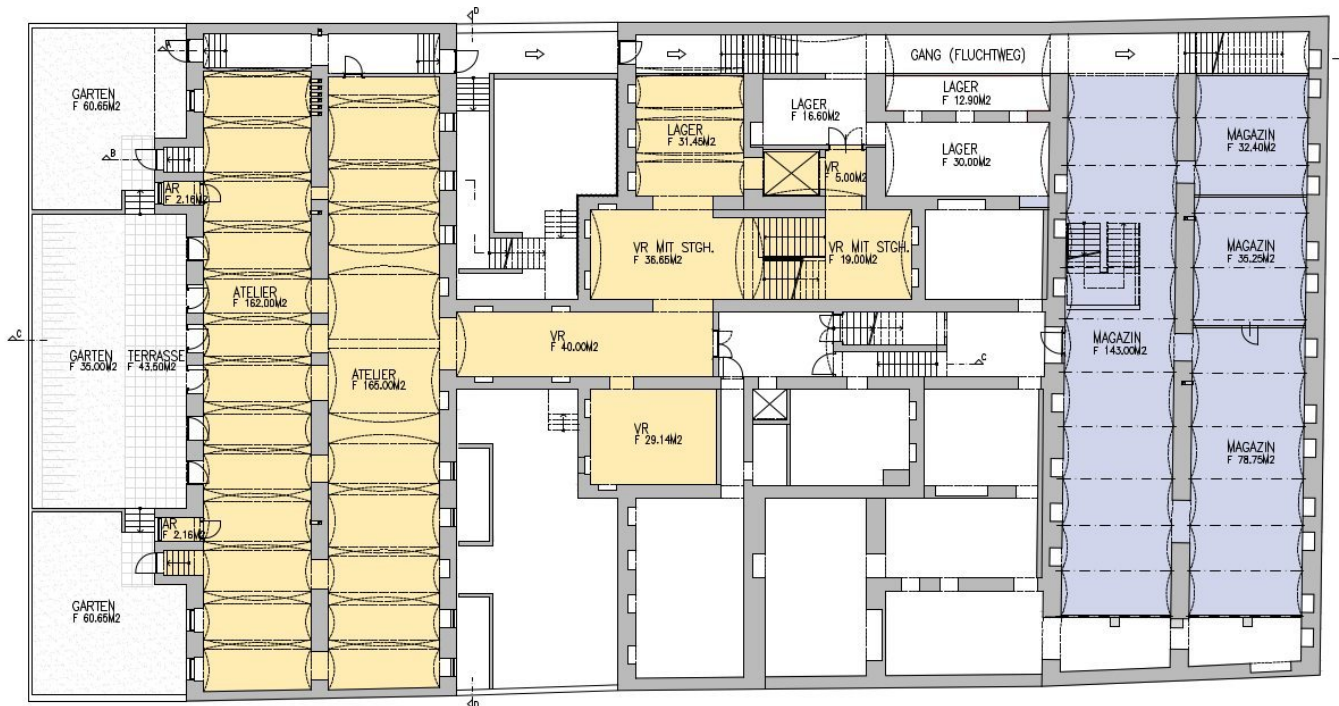 D
A
GANG (FLUCHTWEG)
GARTEN
F 60.65M2
LAGER
F 12.90M2
LAGER
F 16.60M2
LAGER
F 31.45M2
MAGAZIN
F 32.40M2
B
LAGER
F 30.00M2
VR
F 5.00M2
AR
F 2.16M2
VR MIT STGH.
F 36.65M2
VR MIT STGH.
F 19.00M2
MAGAZIN
F 35.25M2
ATELIER
F 162.00M2
C
GARTEN
F 35.00M2
TERRASSE
F 43.50M2
VR
F 40.00M2
MAGAZIN
F 143.00M2
C
ATELIER
F 165.00M2
VR
F 29.14M2
MAGAZIN
F 78.75M2
AR
F 2.16M2
GARTEN
F 60.65M2
D